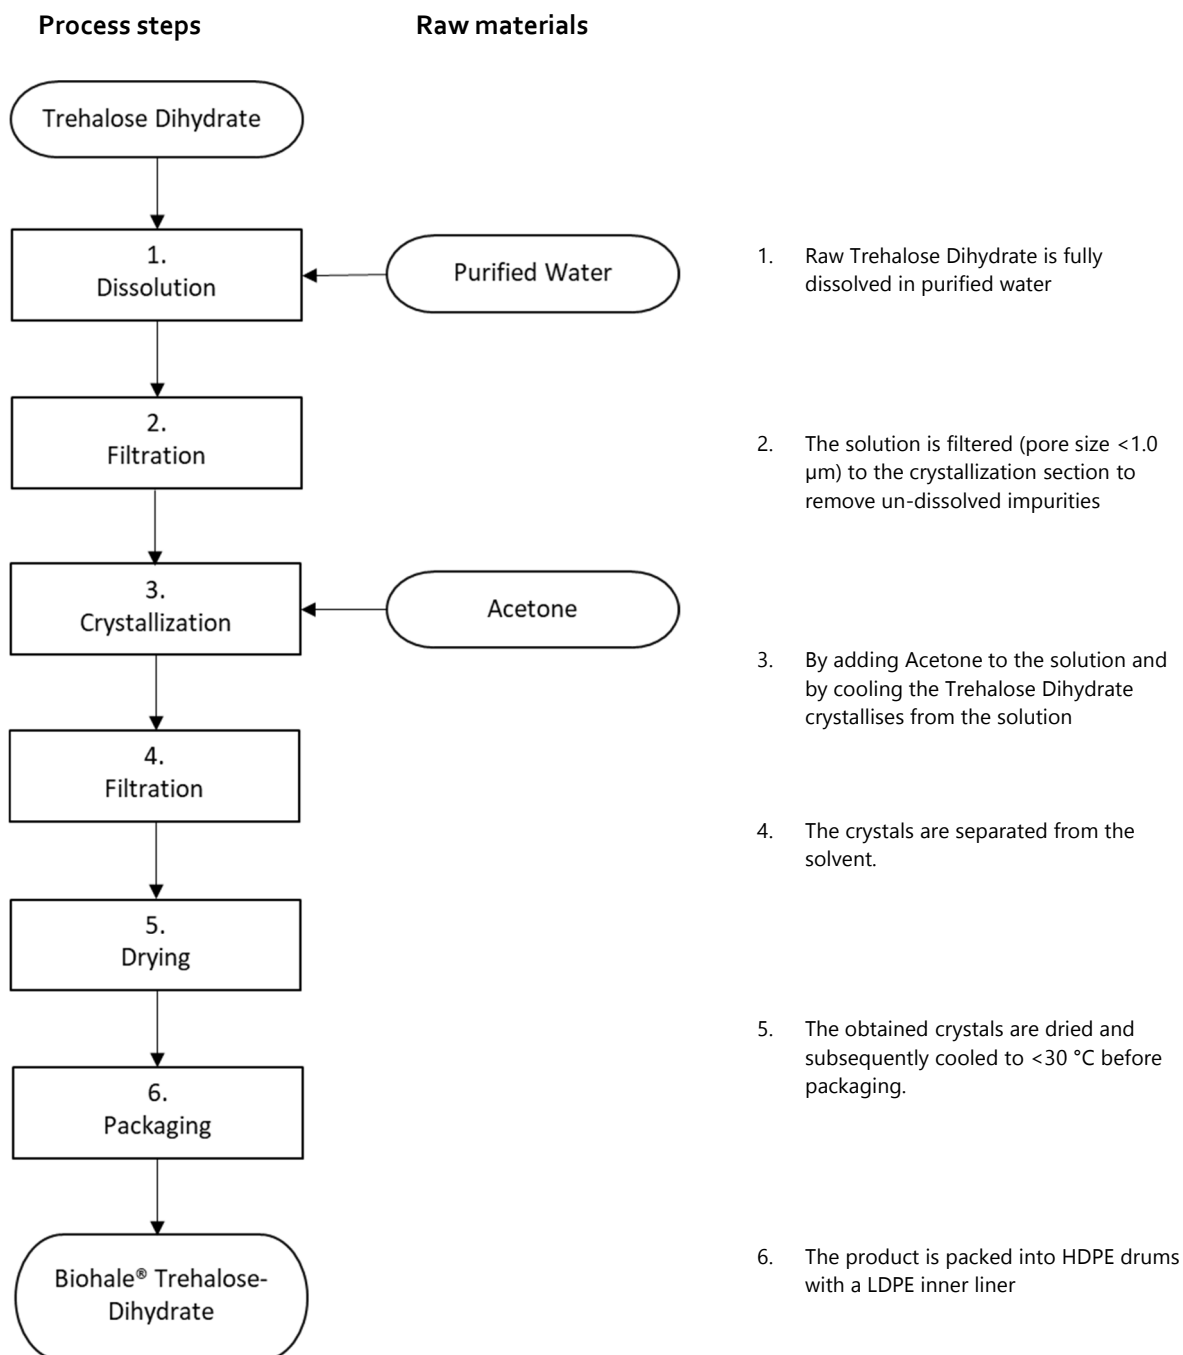 Process steps
Raw materials
Trehalose Dihydrate
1.
Dissolution
Purified Water
1. Raw Trehalose Dihydrate is fully
dissolved in purified water
2.
Filtration
2. The solution is filtered (pore size <1.0
µm) to the crystallization section to
remove un-dissolved impurities
3.
Crystallization
Acetone
3. By adding Acetone to the solution and
by cooling the Trehalose Dihydrate
crystallises from the solution
4.
Filtration
4. The crystals are separated from the
solvent.
5.
Drying
5. The obtained crystals are dried and
subsequently cooled to <30 °C before
packaging.
6.
Packaging
Biohale® Trehalose-
Dihydrate
6. The product is packed into HDPE drums
with a LDPE inner liner